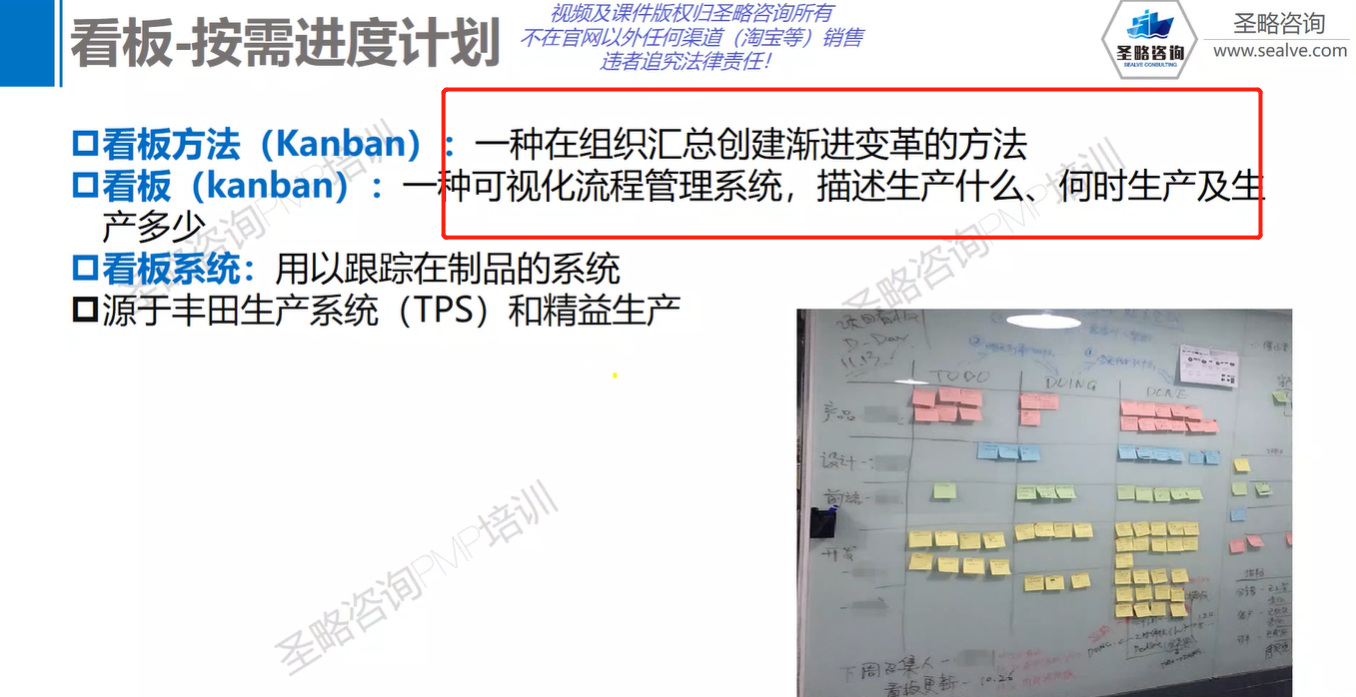 看板-按需进度计划
视频及课件版权归圣略咨询所有
不在官网以外任何渠道（淘宝等）销售
违者追究法律责任！
圣略咨询
SEALVE CONSULTING
圣略咨询
www.sealve.com
看板方法（Kanban）：一种在组织汇总创建渐进变革的方法
看板（kanban）：一种可视化流程管理系统，描述生产什么、何时生产及生
产多少
看板系统：用以跟踪在制品的系统
源于丰田生产系统（TPS）和精益生产
圣略咨询PMP培训
圣略咨询PMP培训
圣略咨询PMP培训
D-Day
11.13
TODO
DOING
DONE
产品
设计
前端
开发
下周召集人-
看板更新-10.26